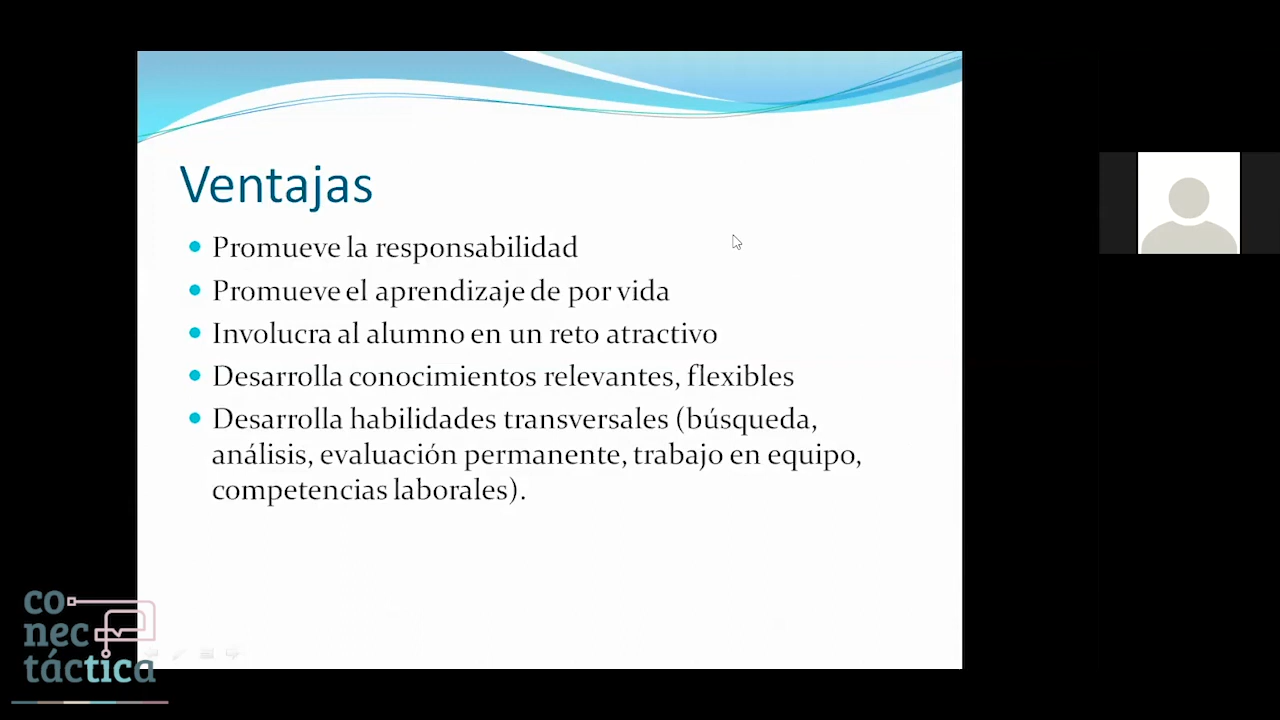 Ventajas
Promueve la responsabilidad
Promueve el aprendizaje de por vida
Involucra al alumno en un reto atractivo
Desarrolla conocimientos relevantes, flexibles
Desarrolla habilidades transversales (búsqueda,
análisis, evaluación permanente, trabajo en equipo,
competencias laborales).
co
nec
táctica